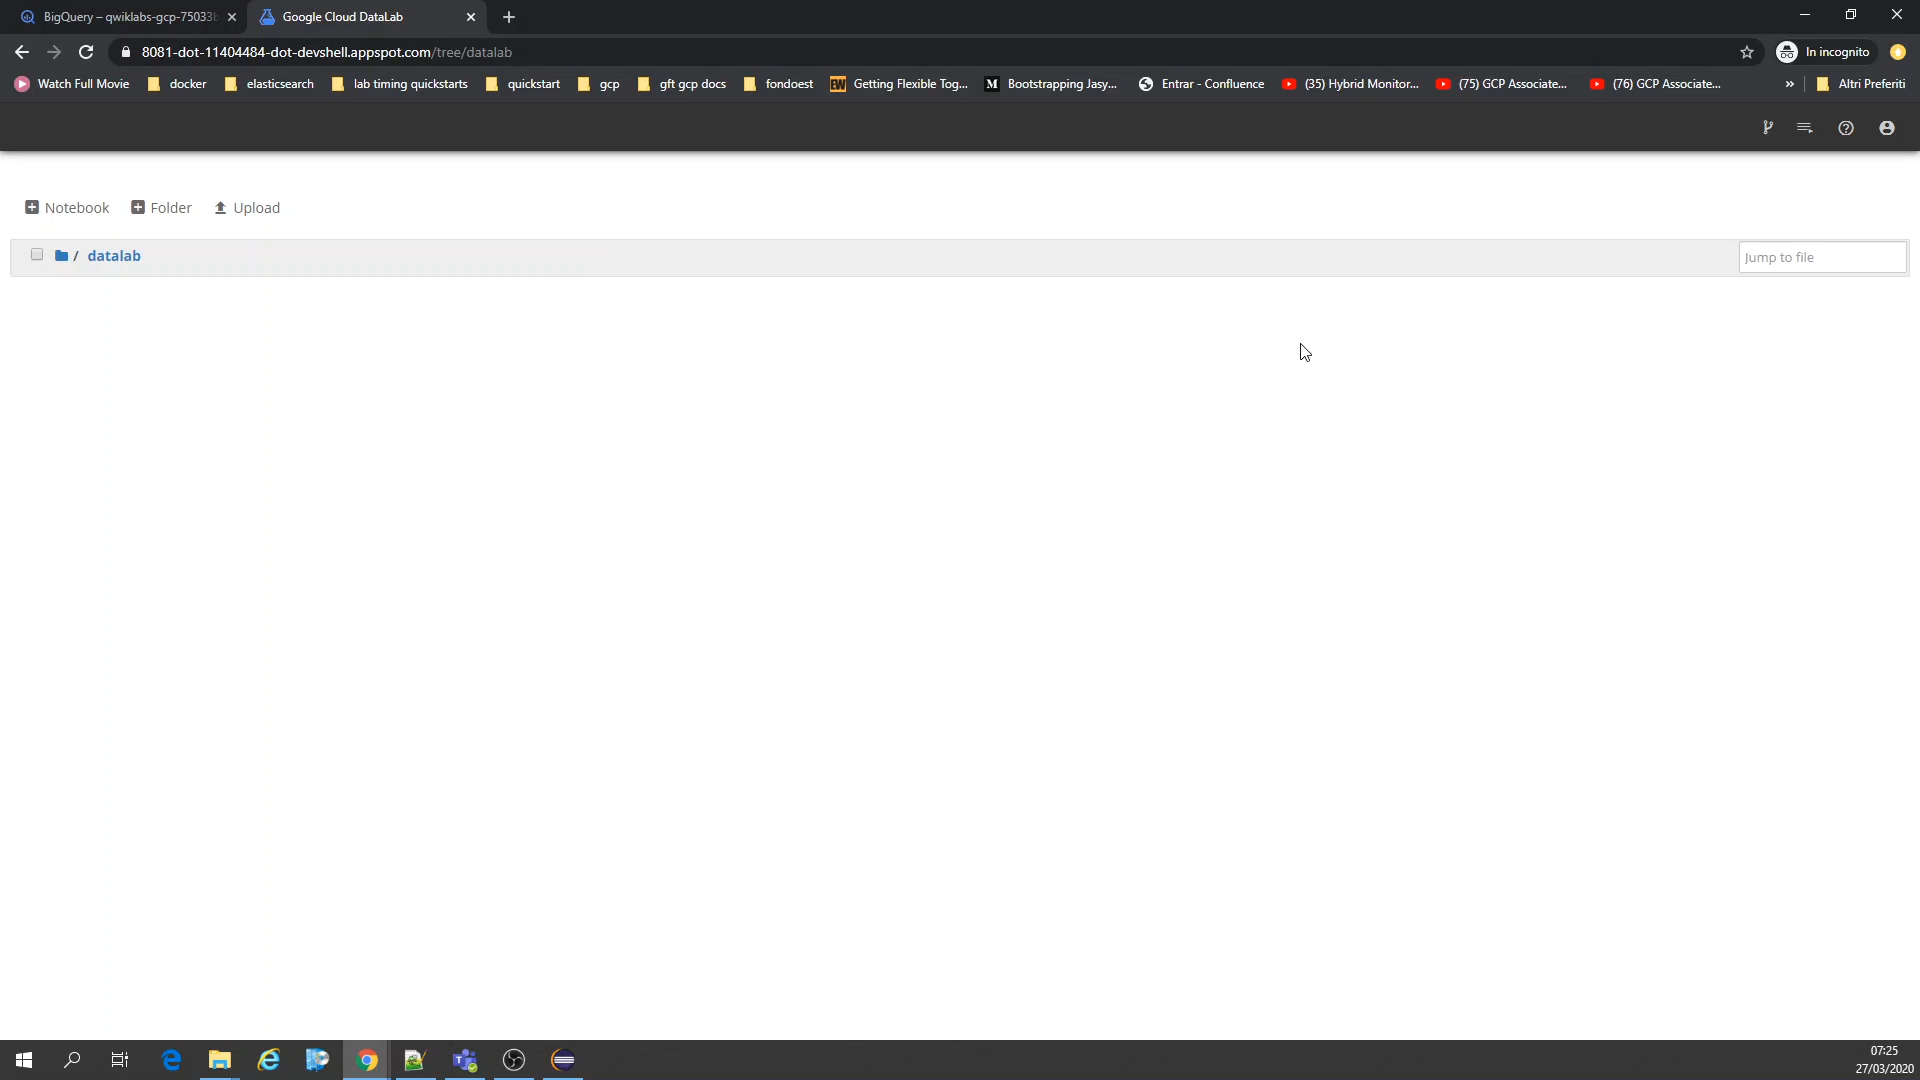 BigQuery – qwiklabs-gcp-75033b
Google Cloud DataLab
8081-dot-11404484-dot-devshell.appspot.com/tree/datalab
In incognito
Watch Full Movie
docker
elasticsearch
lab timing quickstarts
quickstart
gcp
gft gcp docs
fondoest
Getting Flexible Tog...
M Bootstrapping Jasy...
Entrar - Confluence
(35) Hybrid Monitor...
(75) GCP Associate...
(76) GCP Associate...
»
Altri Preferiti
Notebook
Folder
Upload
/ datalab
Jump to file
07:25
27/03/2020